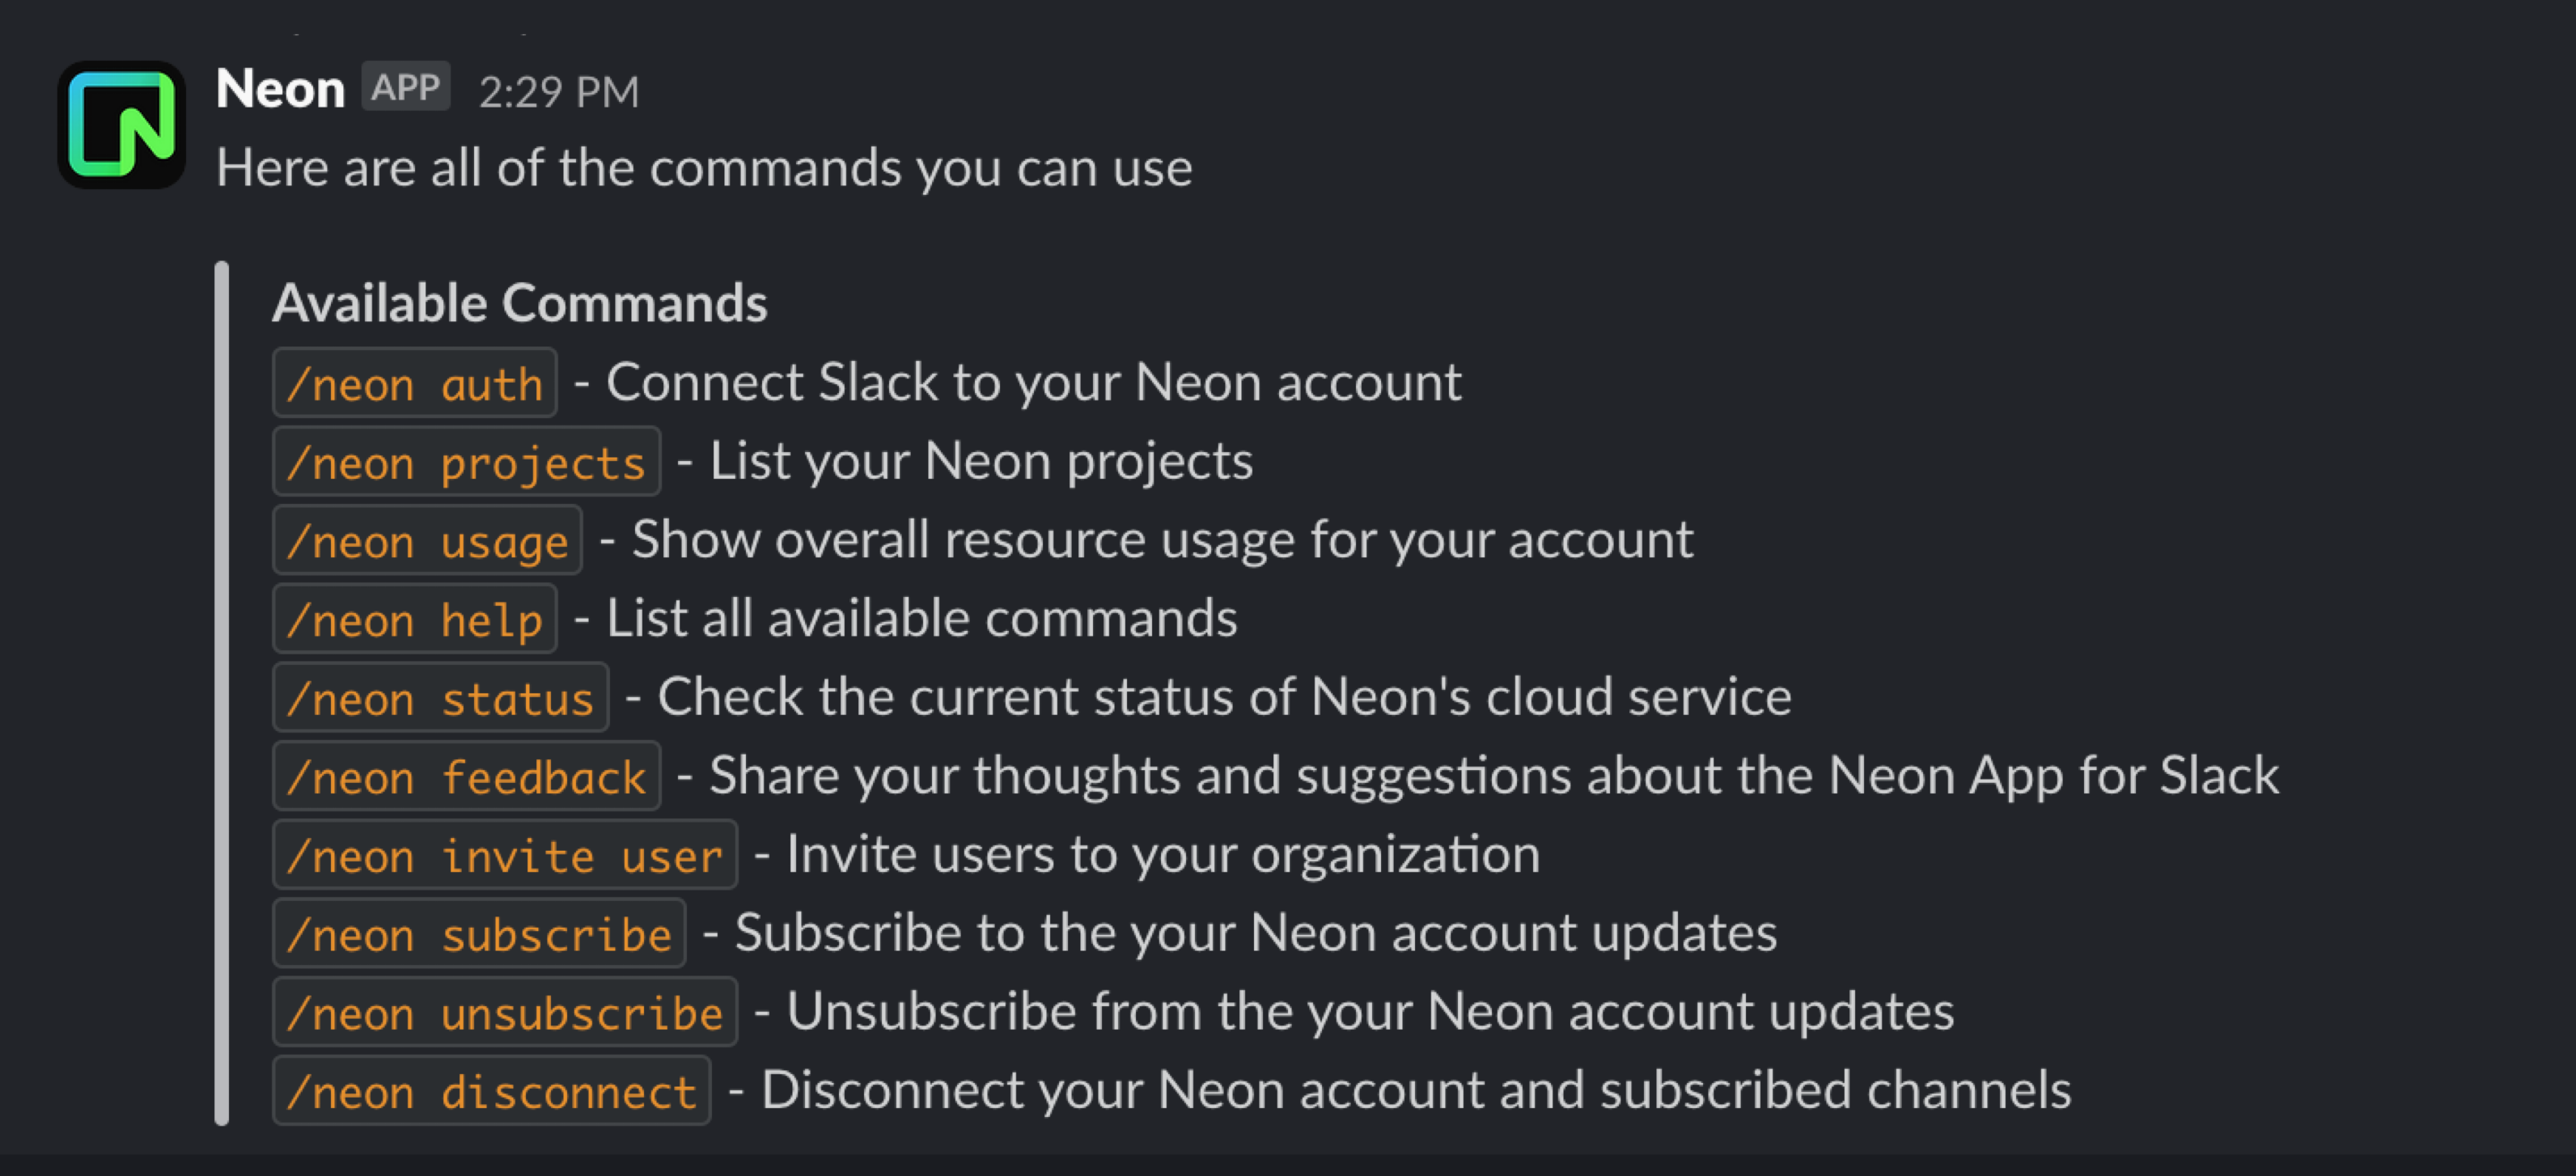 Neon APP 2:29 PM
Here are all of the commands you can use
Available Commands
/neon auth - Connect Slack to your Neon account
/neon projects - List your Neon projects
/neon usage - Show overall resource usage for your account
/neon help - List all available commands
/neon status - Check the current status of Neon's cloud service
/neon feedback - Share your thoughts and suggestions about the Neon App for Slack
/neon invite user - Invite users to your organization
/neon subscribe - Subscribe to the your Neon account updates
/neon unsubscribe - Unsubscribe from the your Neon account updates
/neon disconnect - Disconnect your Neon account and subscribed channels